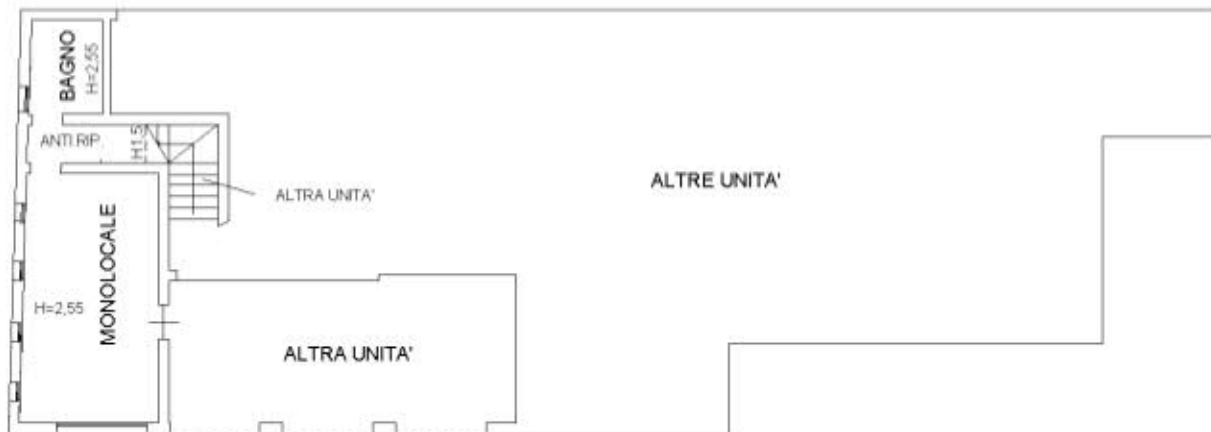 BAGNO
H=2,55
ANTI.RIP.
H1,5
ALTRA UNITA'
ALTRE UNITA'
MONOLOCALE
H=2,55
ALTRA UNITA'